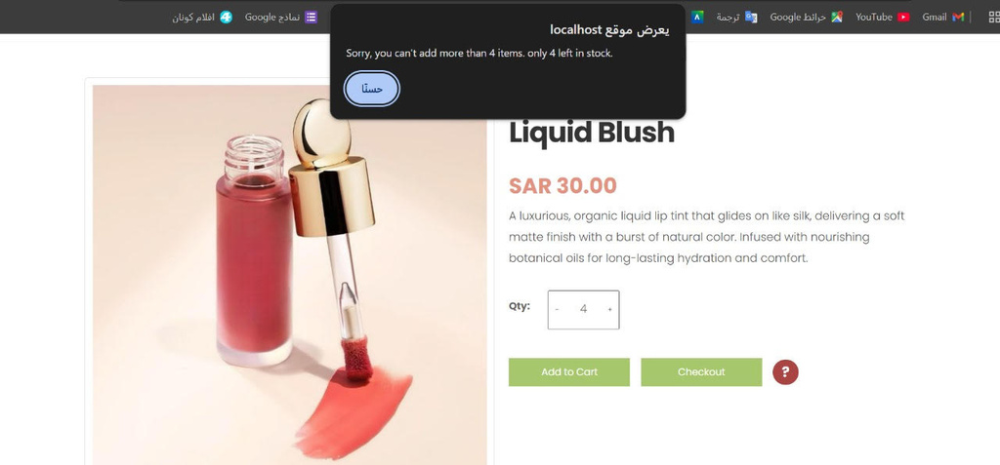 افلام كونان
نماذج Google
ترجمة
خرائط Google
YouTube
Gmail
يعرض موقع localhost
Sorry, you can't add more than 4 items. only 4 left in stock.
حسنًا
Liquid Blush
SAR 30.00
A luxurious, organic liquid lip tint that glides on like silk, delivering a soft
matte finish with a burst of natural color. Infused with nourishing
botanical oils for long-lasting hydration and comfort.
Qty:
- 4 +
Add to Cart
Checkout
?